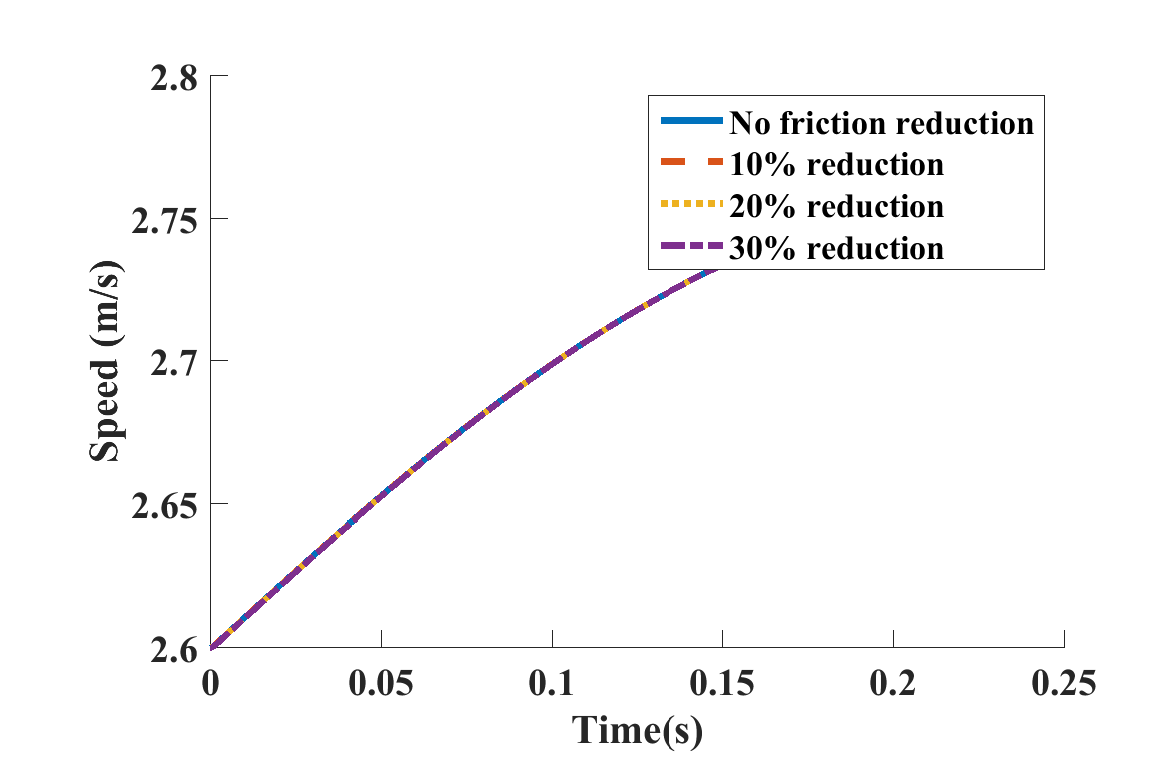 2.8
2.75
2.7
2.65
2.6
Speed (m/s)
No friction reduction
10% reduction
20% reduction
30% reduction
0 0.05 0.1 0.15 0.2 0.25
Time(s)